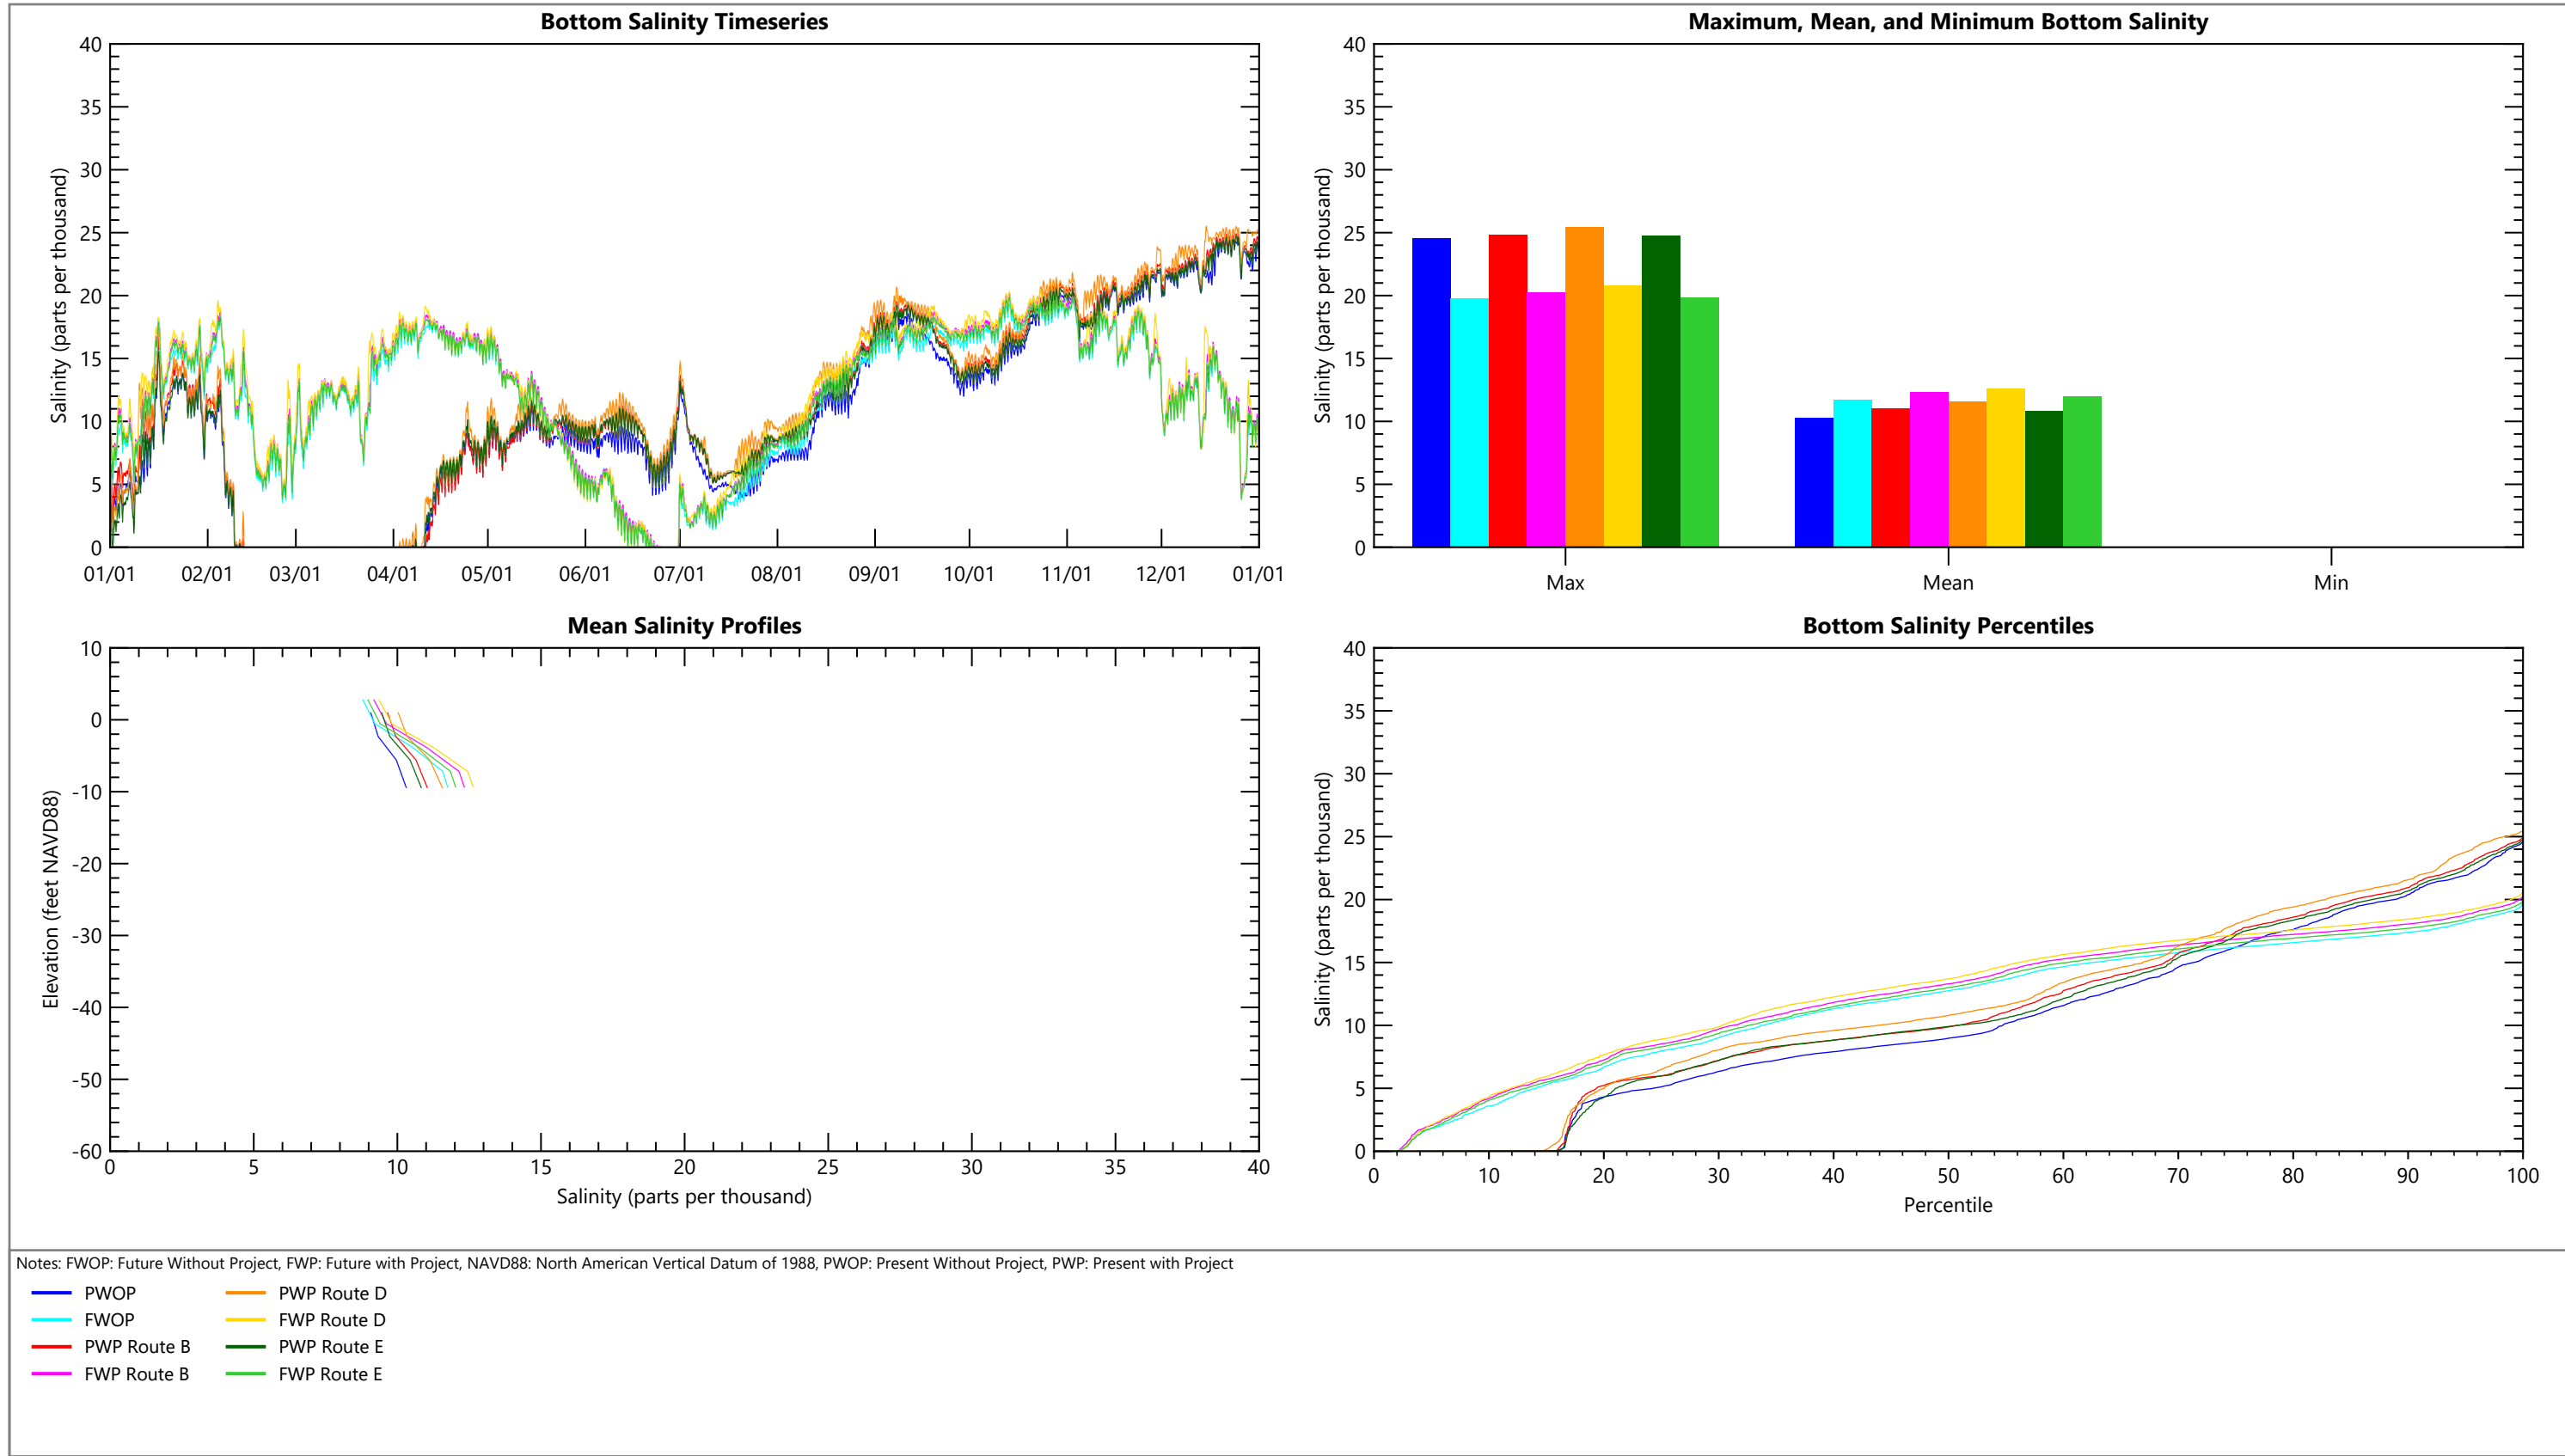 Bottom Salinity Timeseries
Salinity (parts per thousand)
40
35
30
25
20
15
10
5
0
01/01 02/01 03/01 04/01 05/01 06/01 07/01 08/01 09/01 10/01 11/01 12/01 01/01
Maximum, Mean, and Minimum Bottom Salinity
Salinity (parts per thousand)
40
35
30
25
20
15
10
5
0
Max Mean Min
Mean Salinity Profiles
Elevation (feet NAVD88)
10
0
-10
-20
-30
-40
-50
-60
0 5 10 15 20 25 30 35 40
Salinity (parts per thousand)
Bottom Salinity Percentiles
Salinity (parts per thousand)
40
35
30
25
20
15
10
5
0
0 10 20 30 40 50 60 70 80 90 100
Percentile
Notes: FWOP: Future Without Project, FWP: Future with Project, NAVD88: North American Vertical Datum of 1988, PWOP: Present Without Project, PWP: Present with Project
PWOP
FWOP
PWP Route B
FWP Route B
PWP Route D
FWP Route D
PWP Route E
FWP Route E